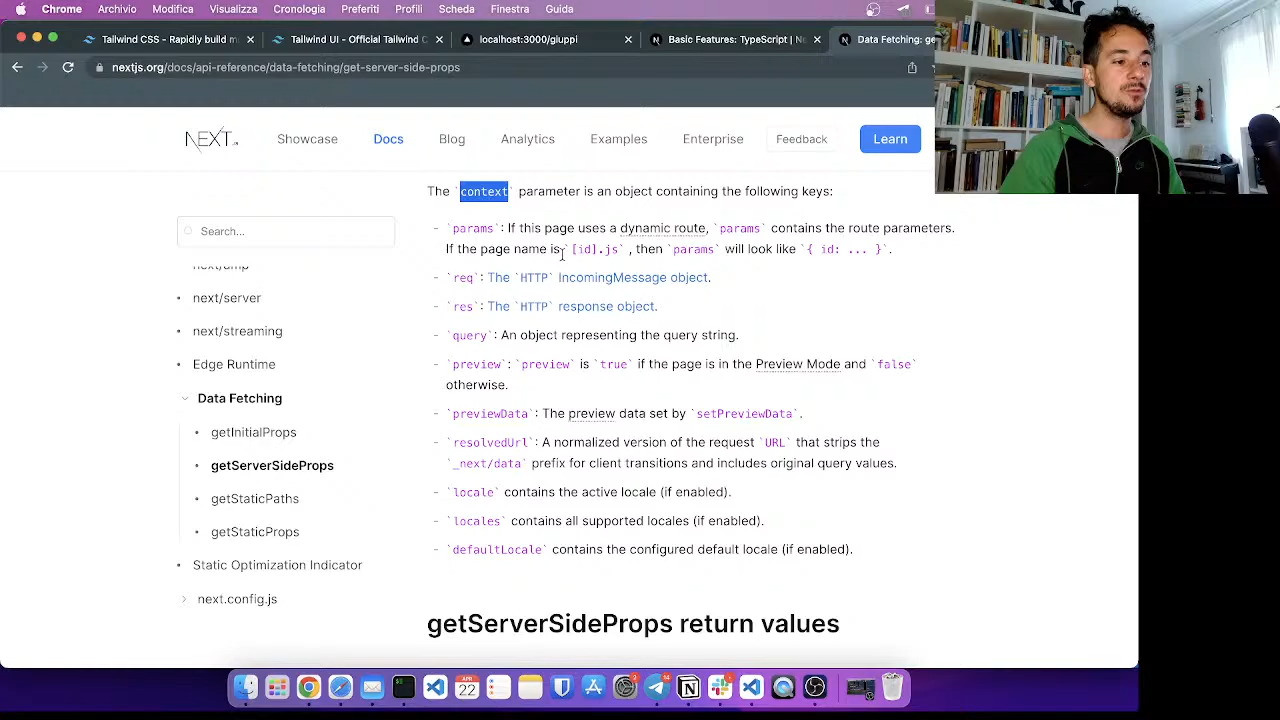 Chrome Archivio Modifica Visualizza Cronologia Preferiti Profili Scheda Finestra Guida
Tailwind CSS - Rapidly build m
Tailwind UI - Official Tailwind C
localhost:3000/giuppi
Basic Features: TypeScript | Ne
Data Fetching: ge
nextjs.org/docs/api-reference/data-fetching/get-server-side-props
NEXT.JS Showcase Docs Blog Analytics Examples Enterprise Feedback Learn
Search...
next/server
next/streaming
Edge Runtime
Data Fetching
getInitialProps
getServerSideProps
getStaticPaths
getStaticProps
Static Optimization Indicator
next.config.js
The `context` parameter is an object containing the following keys:
- `params`: If this page uses a dynamic route, `params` contains the route parameters.
If the page name is `[id].js` , then `params` will look like `{ id: ... }`.
- `req`: The `HTTP` IncomingMessage object.
- `res`: The `HTTP` response object.
- `query`: An object representing the query string.
- `preview`: `preview` is `true` if the page is in the Preview Mode and `false`
otherwise.
- `previewData`: The preview data set by `setPreviewData`.
- `resolvedUrl`: A normalized version of the request `URL` that strips the
`_next/data` prefix for client transitions and includes original query values.
- `locale` contains the active locale (if enabled).
- `locales` contains all supported locales (if enabled).
- `defaultLocale` contains the configured default locale (if enabled).
getServerSideProps return values
APR
22